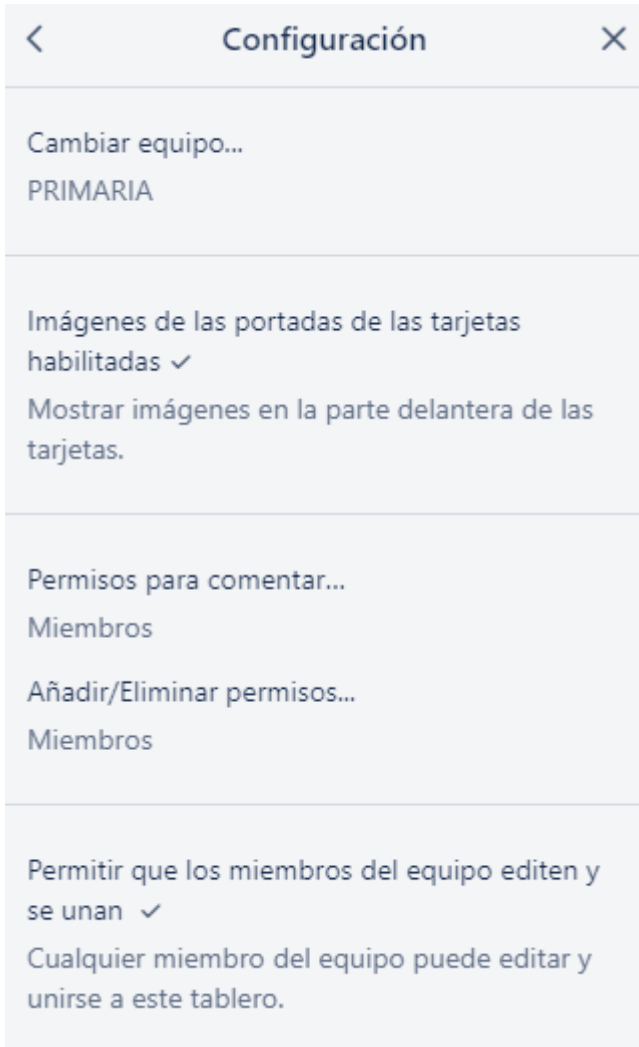 Configuración
Cambiar equipo...
PRIMARIA
Imágenes de las portadas de las tarjetas
habilitadas ✓
Mostrar imágenes en la parte delantera de las
tarjetas.
Permisos para comentar...
Miembros
Añadir/Eliminar permisos...
Miembros
Permitir que los miembros del equipo editen y
se unan ✓
Cualquier miembro del equipo puede editar y
unirse a este tablero.